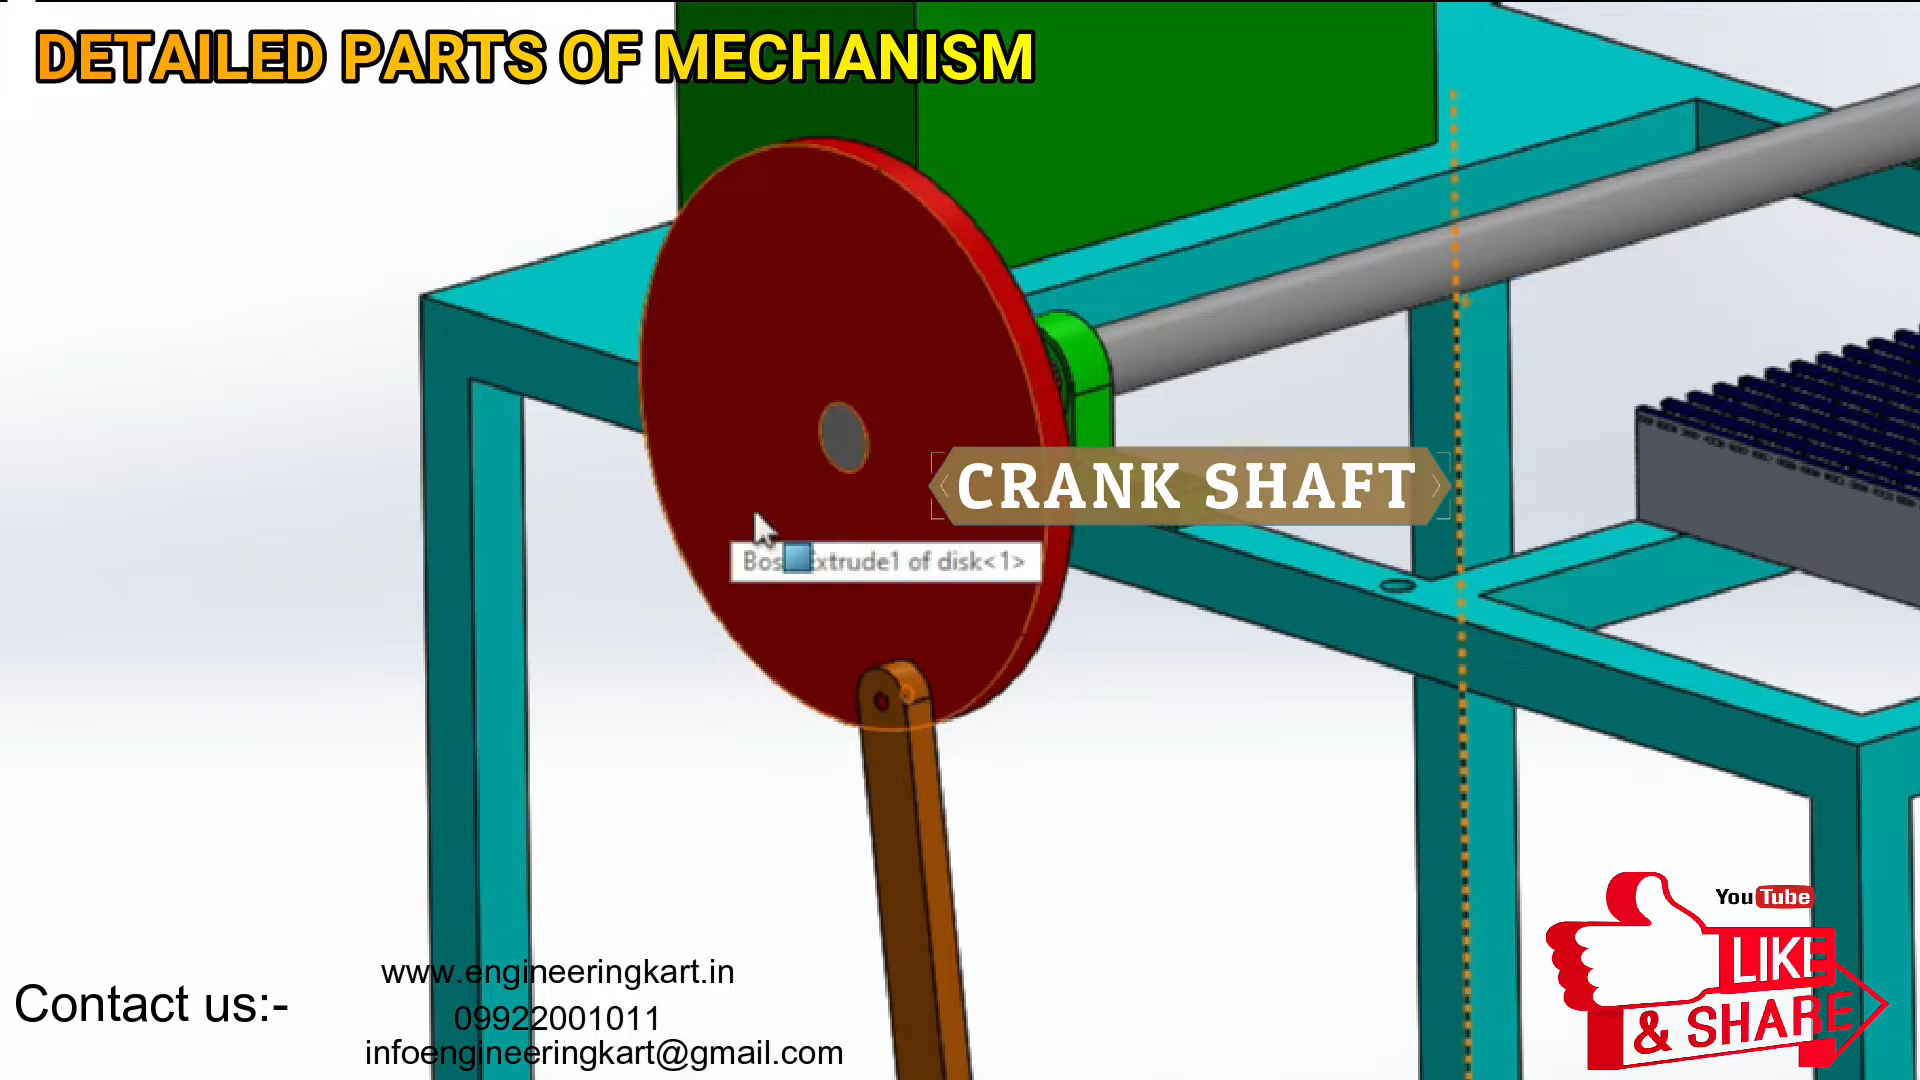 DETAILED PARTS OF MECHANISM
CRANK SHAFT
Bos xtrude1 of disk<1>
You Tube
LIKE
& SHARE
Contact us:-
www.engineeringkart.in
09922001011
infoengineeringkart@gmail.com